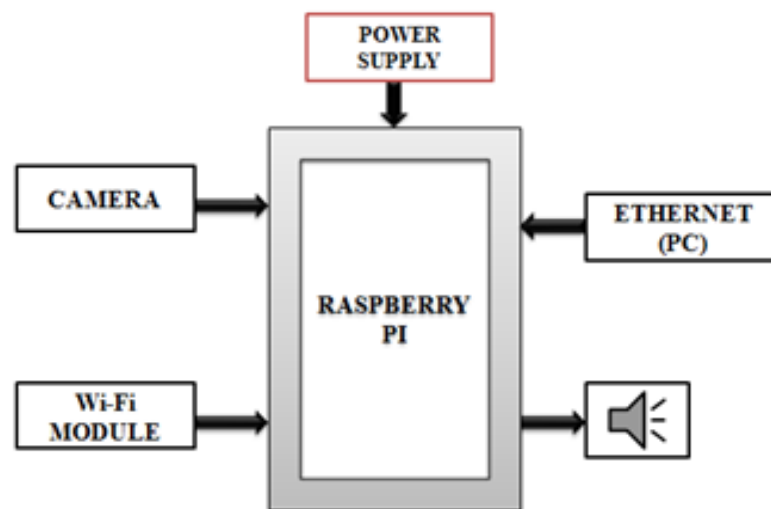 POWER
SUPPLY
CAMERA
ETHERNET
(PC)
RASPBERRY
PI
Wi-Fi
MODULE